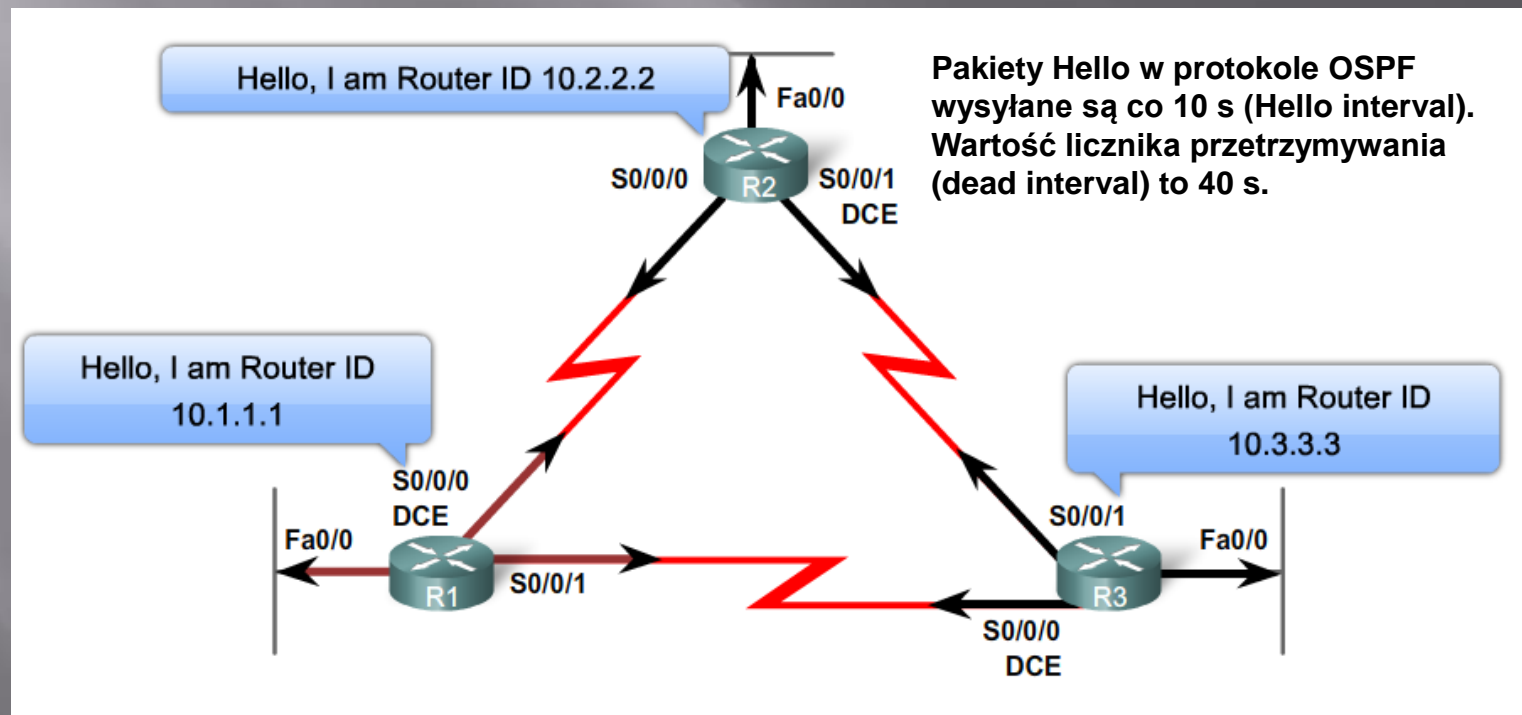 Hello, I am Router ID 10.2.2.2
Pakiety Hello w protokole OSPF
wysyłane są co 10 s (Hello interval).
Wartość licznika przetrzymywania
(dead interval) to 40 s.
Fa0/0
S0/0/0
R2
S0/0/1
DCE
Hello, I am Router ID
10.1.1.1
Hello, I am Router ID
10.3.3.3
S0/0/0
DCE
Fa0/0
R1
S0/0/1
S0/0/1
Fa0/0
R3
S0/0/0
DCE